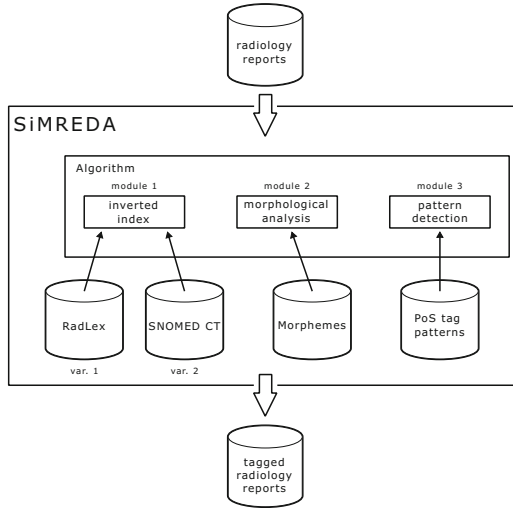 radiology
reports
SiMREDA
Algorithm
module 1
inverted
index
module 2
morphological
analysis
module 3
pattern
detection
RadLex
SNOMED CT
Morphemes
PoS tag
patterns
var. 1
var. 2
tagged
radiology
reports